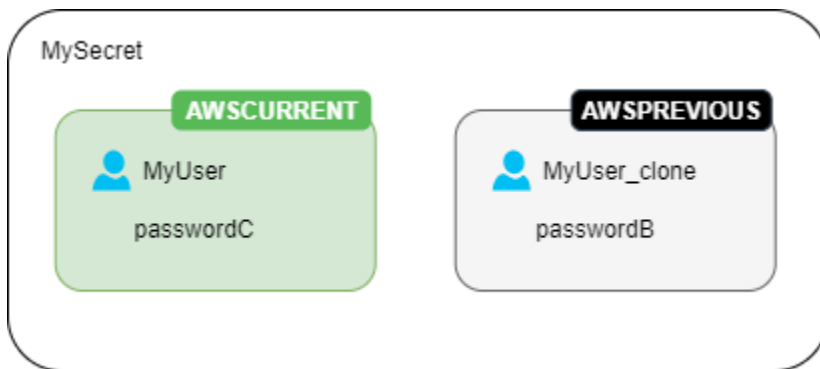 MySecret
AWSCURRENT
MyUser
passwordC
AWSPREVIOUS
MyUser_clone
passwordB